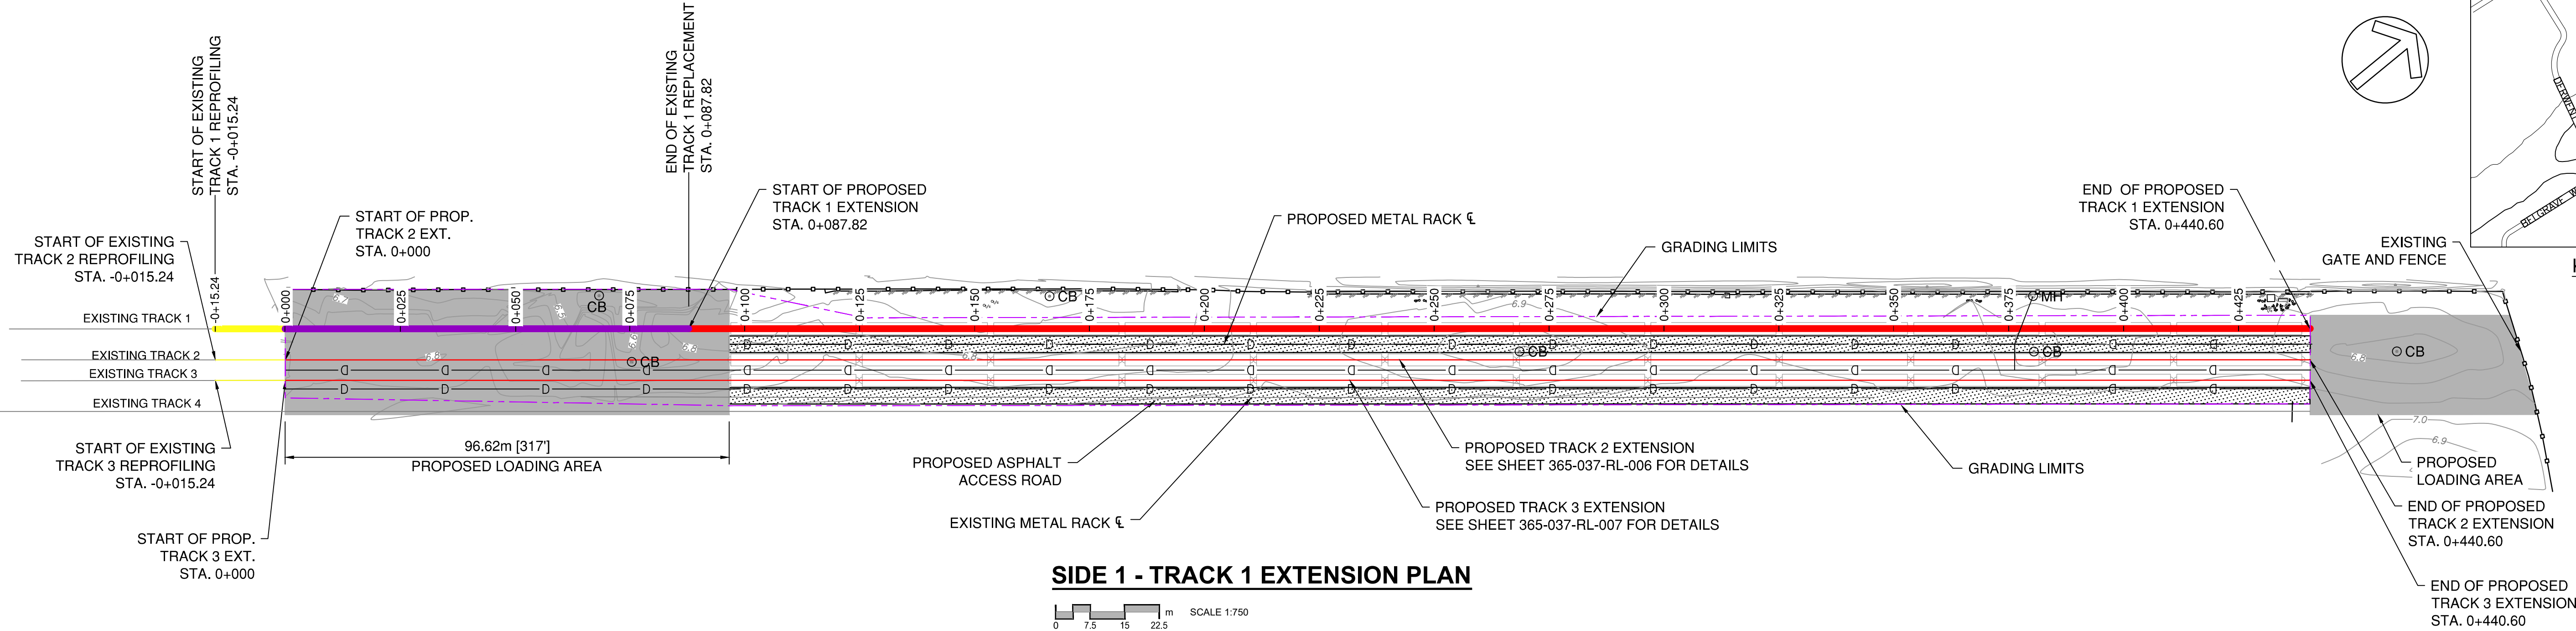 START OF EXISTING
TRACK 1 REPROFILING
STA. -0+015.24
END OF EXISTING
TRACK 1 REPLACEMENT
STA. 0+087.82
START OF EXISTING
TRACK 2 REPROFILING
STA. -0+015.24
START OF PROP.
TRACK 2 EXT.
STA. 0+000
START OF PROPOSED
TRACK 1 EXTENSION
STA. 0+087.82
PROPOSED METAL RACK ℄
GRADING LIMITS
END OF PROPOSED
TRACK 1 EXTENSION
STA. 0+440.60
EXISTING
GATE AND FENCE
BELGRAVE W
-0+15.24
0+000
0+025
0+050
0+075
0+100
0+125
0+150
0+175
0+200
0+225
0+250
0+275
0+300
0+325
0+350
0+375
0+400
0+425
6.7
CB
CB
6.9
MH
EXISTING TRACK 1
EXISTING TRACK 2
EXISTING TRACK 3
EXISTING TRACK 4
6.8
CB
6.8
CB
CB
6.8
CB
D D D D D D D D D D D D D
START OF EXISTING
TRACK 3 REPROFILING
STA. -0+015.24
96.62m [317']
PROPOSED LOADING AREA
START OF PROP.
TRACK 3 EXT.
STA. 0+000
PROPOSED ASPHALT
ACCESS ROAD
EXISTING METAL RACK ℄
PROPOSED TRACK 2 EXTENSION
SEE SHEET 365-037-RL-006 FOR DETAILS
PROPOSED TRACK 3 EXTENSION
SEE SHEET 365-037-RL-007 FOR DETAILS
GRADING LIMITS
7.0
6.9
PROPOSED
LOADING AREA
END OF PROPOSED
TRACK 2 EXTENSION
STA. 0+440.60
END OF PROPOSED
TRACK 3 EXTENSION
STA. 0+440.60
SIDE 1 - TRACK 1 EXTENSION PLAN
0 7.5 15 22.5 m SCALE 1:750